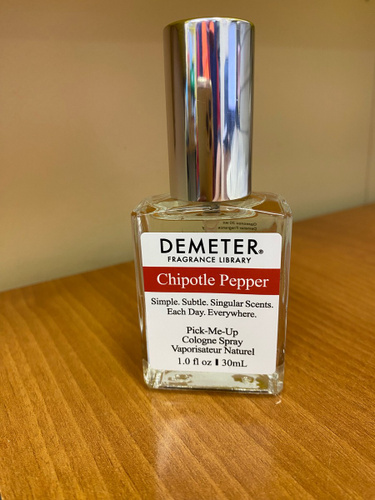 DEMETER®
FRAGRANCE LIBRARY
Chipotle Pepper
Simple. Subtle. Singular Scents.
Each Day. Everywhere.
Pick-Me-Up
Cologne Spray
Vaporisateur Naturel
1.0 fl oz ▮ 30mL